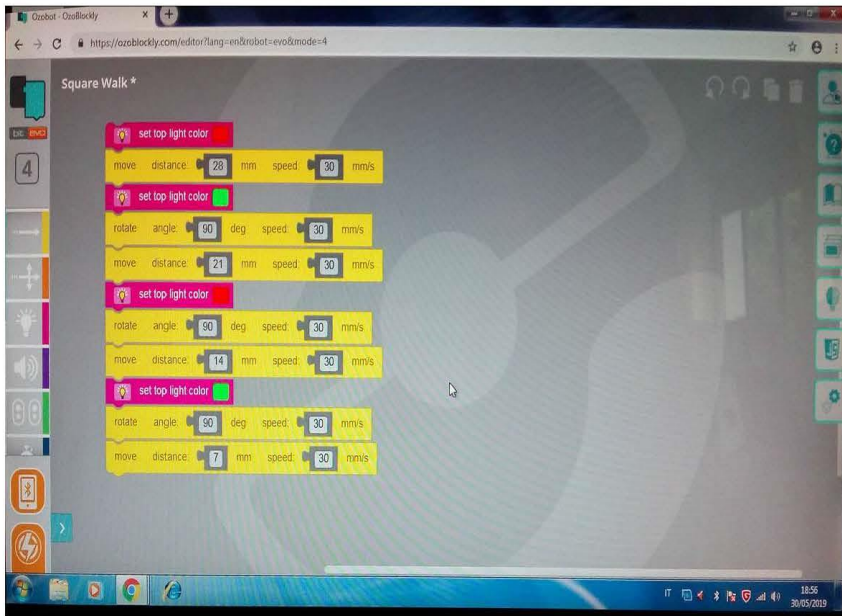 Ozobot - OzoBlockly
https://ozoblockly.com/editor?lang=en&robot=evo&mode=4
Square Walk *
bit evo
4
set top light color
move distance: 28 mm speed: 30 mm/s
set top light color
rotate angle: 90 deg speed: 30 mm/s
move distance: 21 mm speed: 30 mm/s
set top light color
rotate angle: 90 deg speed: 30 mm/s
move distance: 14 mm speed: 30 mm/s
set top light color
rotate angle: 90 deg speed: 30 mm/s
move distance: 7 mm speed: 30 mm/s
IT
18:56
30/05/2019